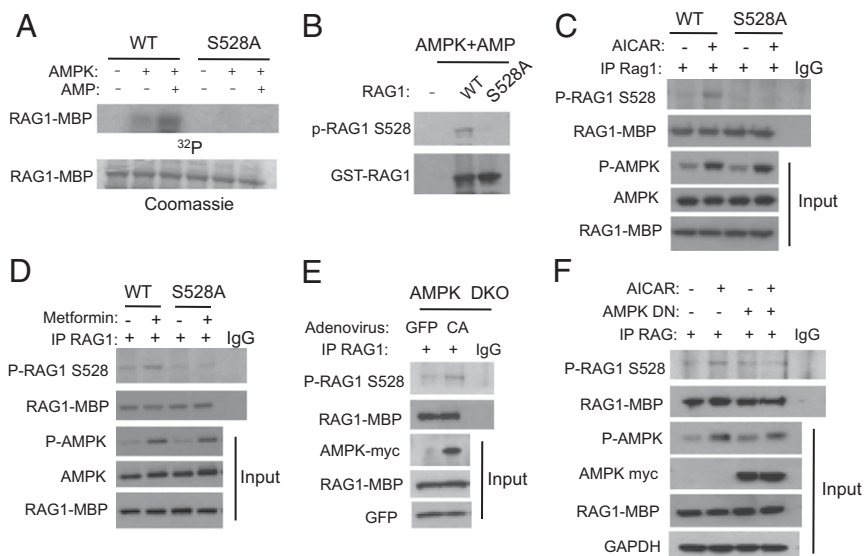 A
WT S528A
AMPK: - + + - + +
AMP: + +
RAG1-MBP
32P
RAG1-MBP
Coomassie
B
AMPK+AMP
RAG1: - WT S528A
p-RAG1 S528
GST-RAG1
C
WT S528A
AICAR: - + - +
IP Rag1: + + + + IgG
P-RAG1 S528
RAG1-MBP
P-AMPK
AMPK
RAG1-MBP
Input
D
WT S528A
Metformin: - + - +
IP RAG1: + + + + IgG
P-RAG1 S528
RAG1-MBP
P-AMPK
AMPK
RAG1-MBP
Input
E
AMPK DKO
Adenovirus: GFP CA
IP RAG1: + + IgG
P-RAG1 S528
RAG1-MBP
AMPK-myc
RAG1-MBP
GFP
Input
F
AICAR: - + - +
AMPK DN: - - + +
IP RAG: + + + + IgG
P-RAG1 S528
RAG1-MBP
P-AMPK
AMPK myc
RAG1-MBP
GAPDH
Input